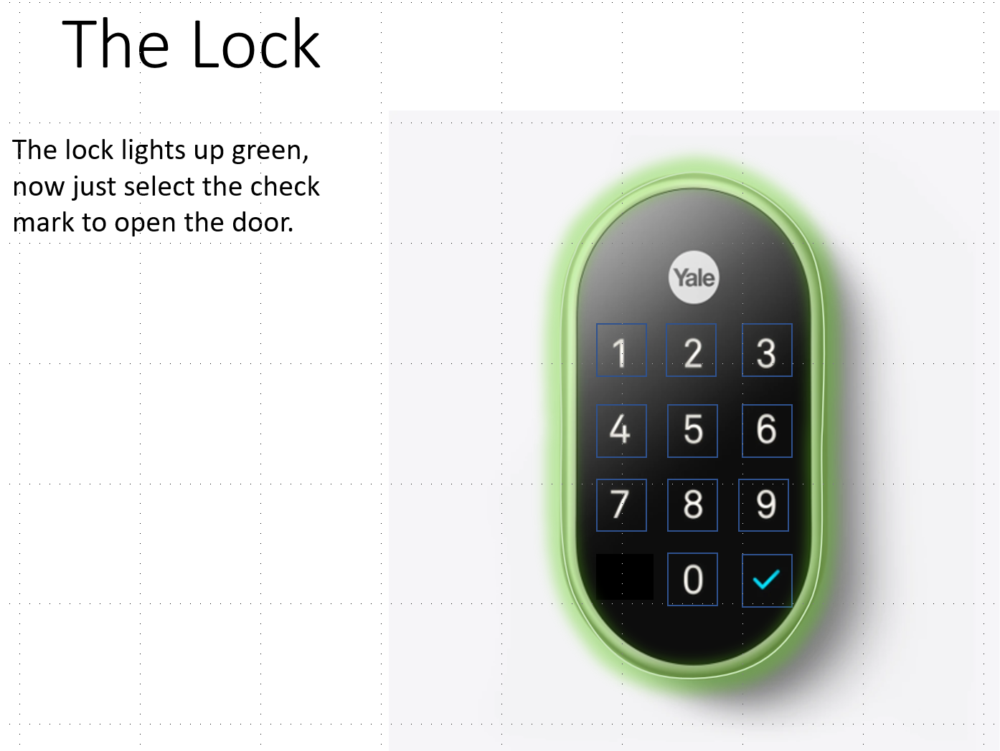 The Lock
The lock lights up green,
now just select the check
mark to open the door.
Yale
1 2 3
4 5 6
7 8 9
0